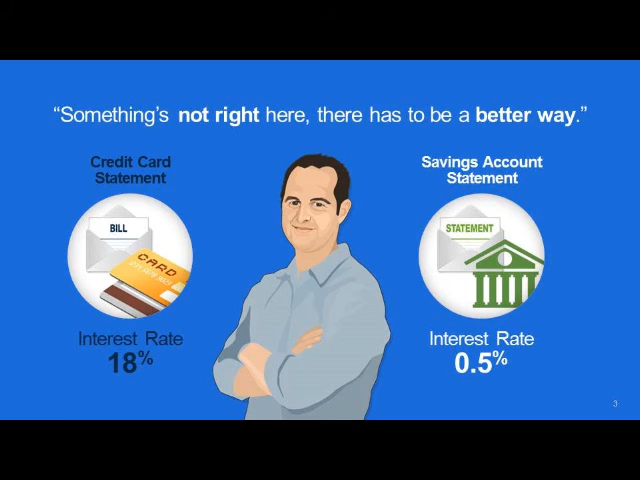 “Something’s not right here, there has to be a better way.”
Credit Card
Statement
BILL
CARD
Interest Rate
18%
Savings Account
Statement
STATEMENT
Interest Rate
0.5%
3